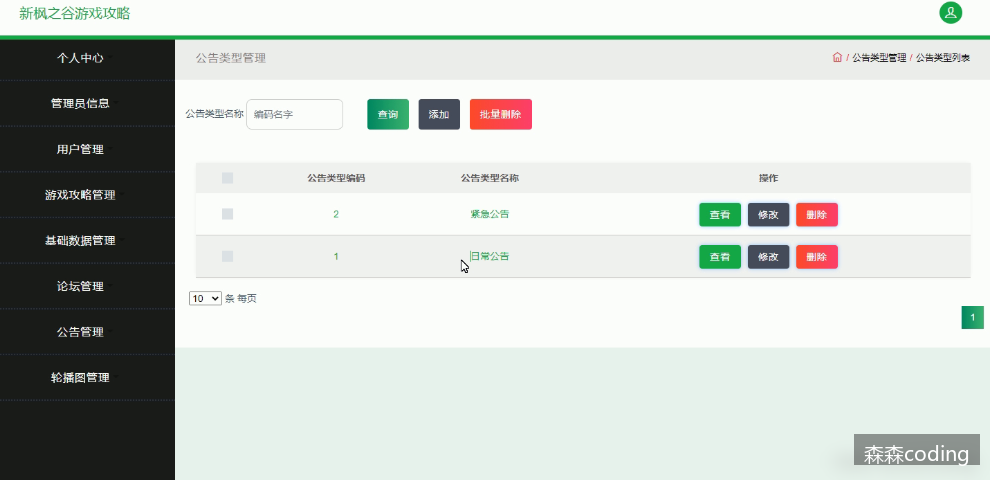 新枫之谷游戏攻略
个人中心
公告类型管理
/ 公告类型管理 / 公告类型列表
管理员信息
公告类型名称 编码名字 查询 添加 批量删除
用户管理
游戏攻略管理
基础数据管理
论坛管理
公告管理
轮播图管理
公告类型编码 公告类型名称 操作
2 紧急公告 查看 修改 删除
1 日常公告 查看 修改 删除
10 条 每页
1
森森coding